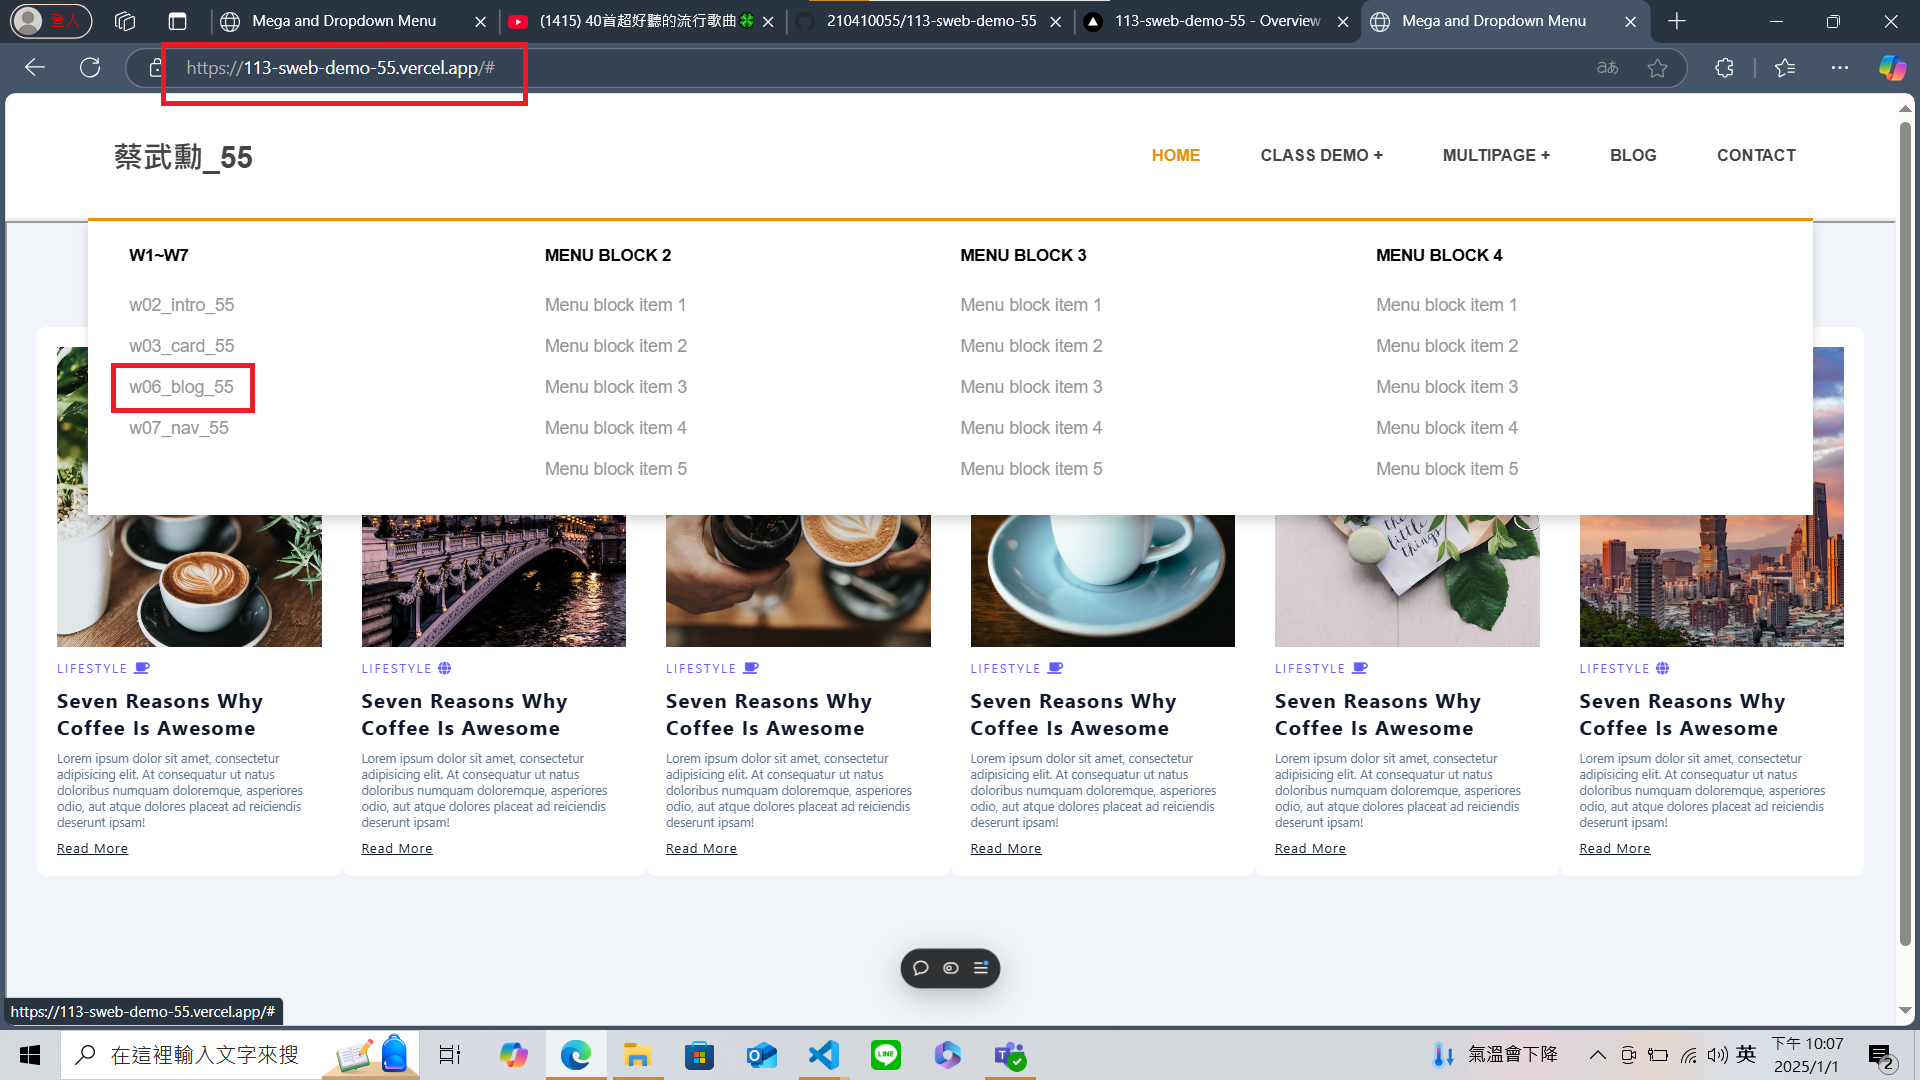 登入
Mega and Dropdown Menu
(1415) 40首超好聽的流行歌曲🍀
210410055/113-sweb-demo-55
113-sweb-demo-55 - Overview
Mega and Dropdown Menu
https://113-sweb-demo-55.vercel.app/#
aあ
蔡武勳_55
HOME
CLASS DEMO +
MULTIPAGE +
BLOG
CONTACT
W1~W7
w02_intro_55
w03_card_55
w06_blog_55
w07_nav_55
MENU BLOCK 2
Menu block item 1
Menu block item 2
Menu block item 3
Menu block item 4
Menu block item 5
MENU BLOCK 3
Menu block item 1
Menu block item 2
Menu block item 3
Menu block item 4
Menu block item 5
MENU BLOCK 4
Menu block item 1
Menu block item 2
Menu block item 3
Menu block item 4
Menu block item 5
the
little
things
LIFESTYLE
Seven Reasons Why
Coffee Is Awesome
Lorem ipsum dolor sit amet, consectetur
adipisicing elit. At consequatur ut natus
doloribus numquam doloremque, asperiores
odio, aut atque dolores placeat ad reiciendis
deserunt ipsam!
Read More
LIFESTYLE
Seven Reasons Why
Coffee Is Awesome
Lorem ipsum dolor sit amet, consectetur
adipisicing elit. At consequatur ut natus
doloribus numquam doloremque, asperiores
odio, aut atque dolores placeat ad reiciendis
deserunt ipsam!
Read More
LIFESTYLE
Seven Reasons Why
Coffee Is Awesome
Lorem ipsum dolor sit amet, consectetur
adipisicing elit. At consequatur ut natus
doloribus numquam doloremque, asperiores
odio, aut atque dolores placeat ad reiciendis
deserunt ipsam!
Read More
LIFESTYLE
Seven Reasons Why
Coffee Is Awesome
Lorem ipsum dolor sit amet, consectetur
adipisicing elit. At consequatur ut natus
doloribus numquam doloremque, asperiores
odio, aut atque dolores placeat ad reiciendis
deserunt ipsam!
Read More
LIFESTYLE
Seven Reasons Why
Coffee Is Awesome
Lorem ipsum dolor sit amet, consectetur
adipisicing elit. At consequatur ut natus
doloribus numquam doloremque, asperiores
odio, aut atque dolores placeat ad reiciendis
deserunt ipsam!
Read More
LIFESTYLE
Seven Reasons Why
Coffee Is Awesome
Lorem ipsum dolor sit amet, consectetur
adipisicing elit. At consequatur ut natus
doloribus numquam doloremque, asperiores
odio, aut atque dolores placeat ad reiciendis
deserunt ipsam!
Read More
https://113-sweb-demo-55.vercel.app/#
在這裡輸入文字來搜
LINE
氣溫會下降
英
下午 10:07
2025/1/1
2